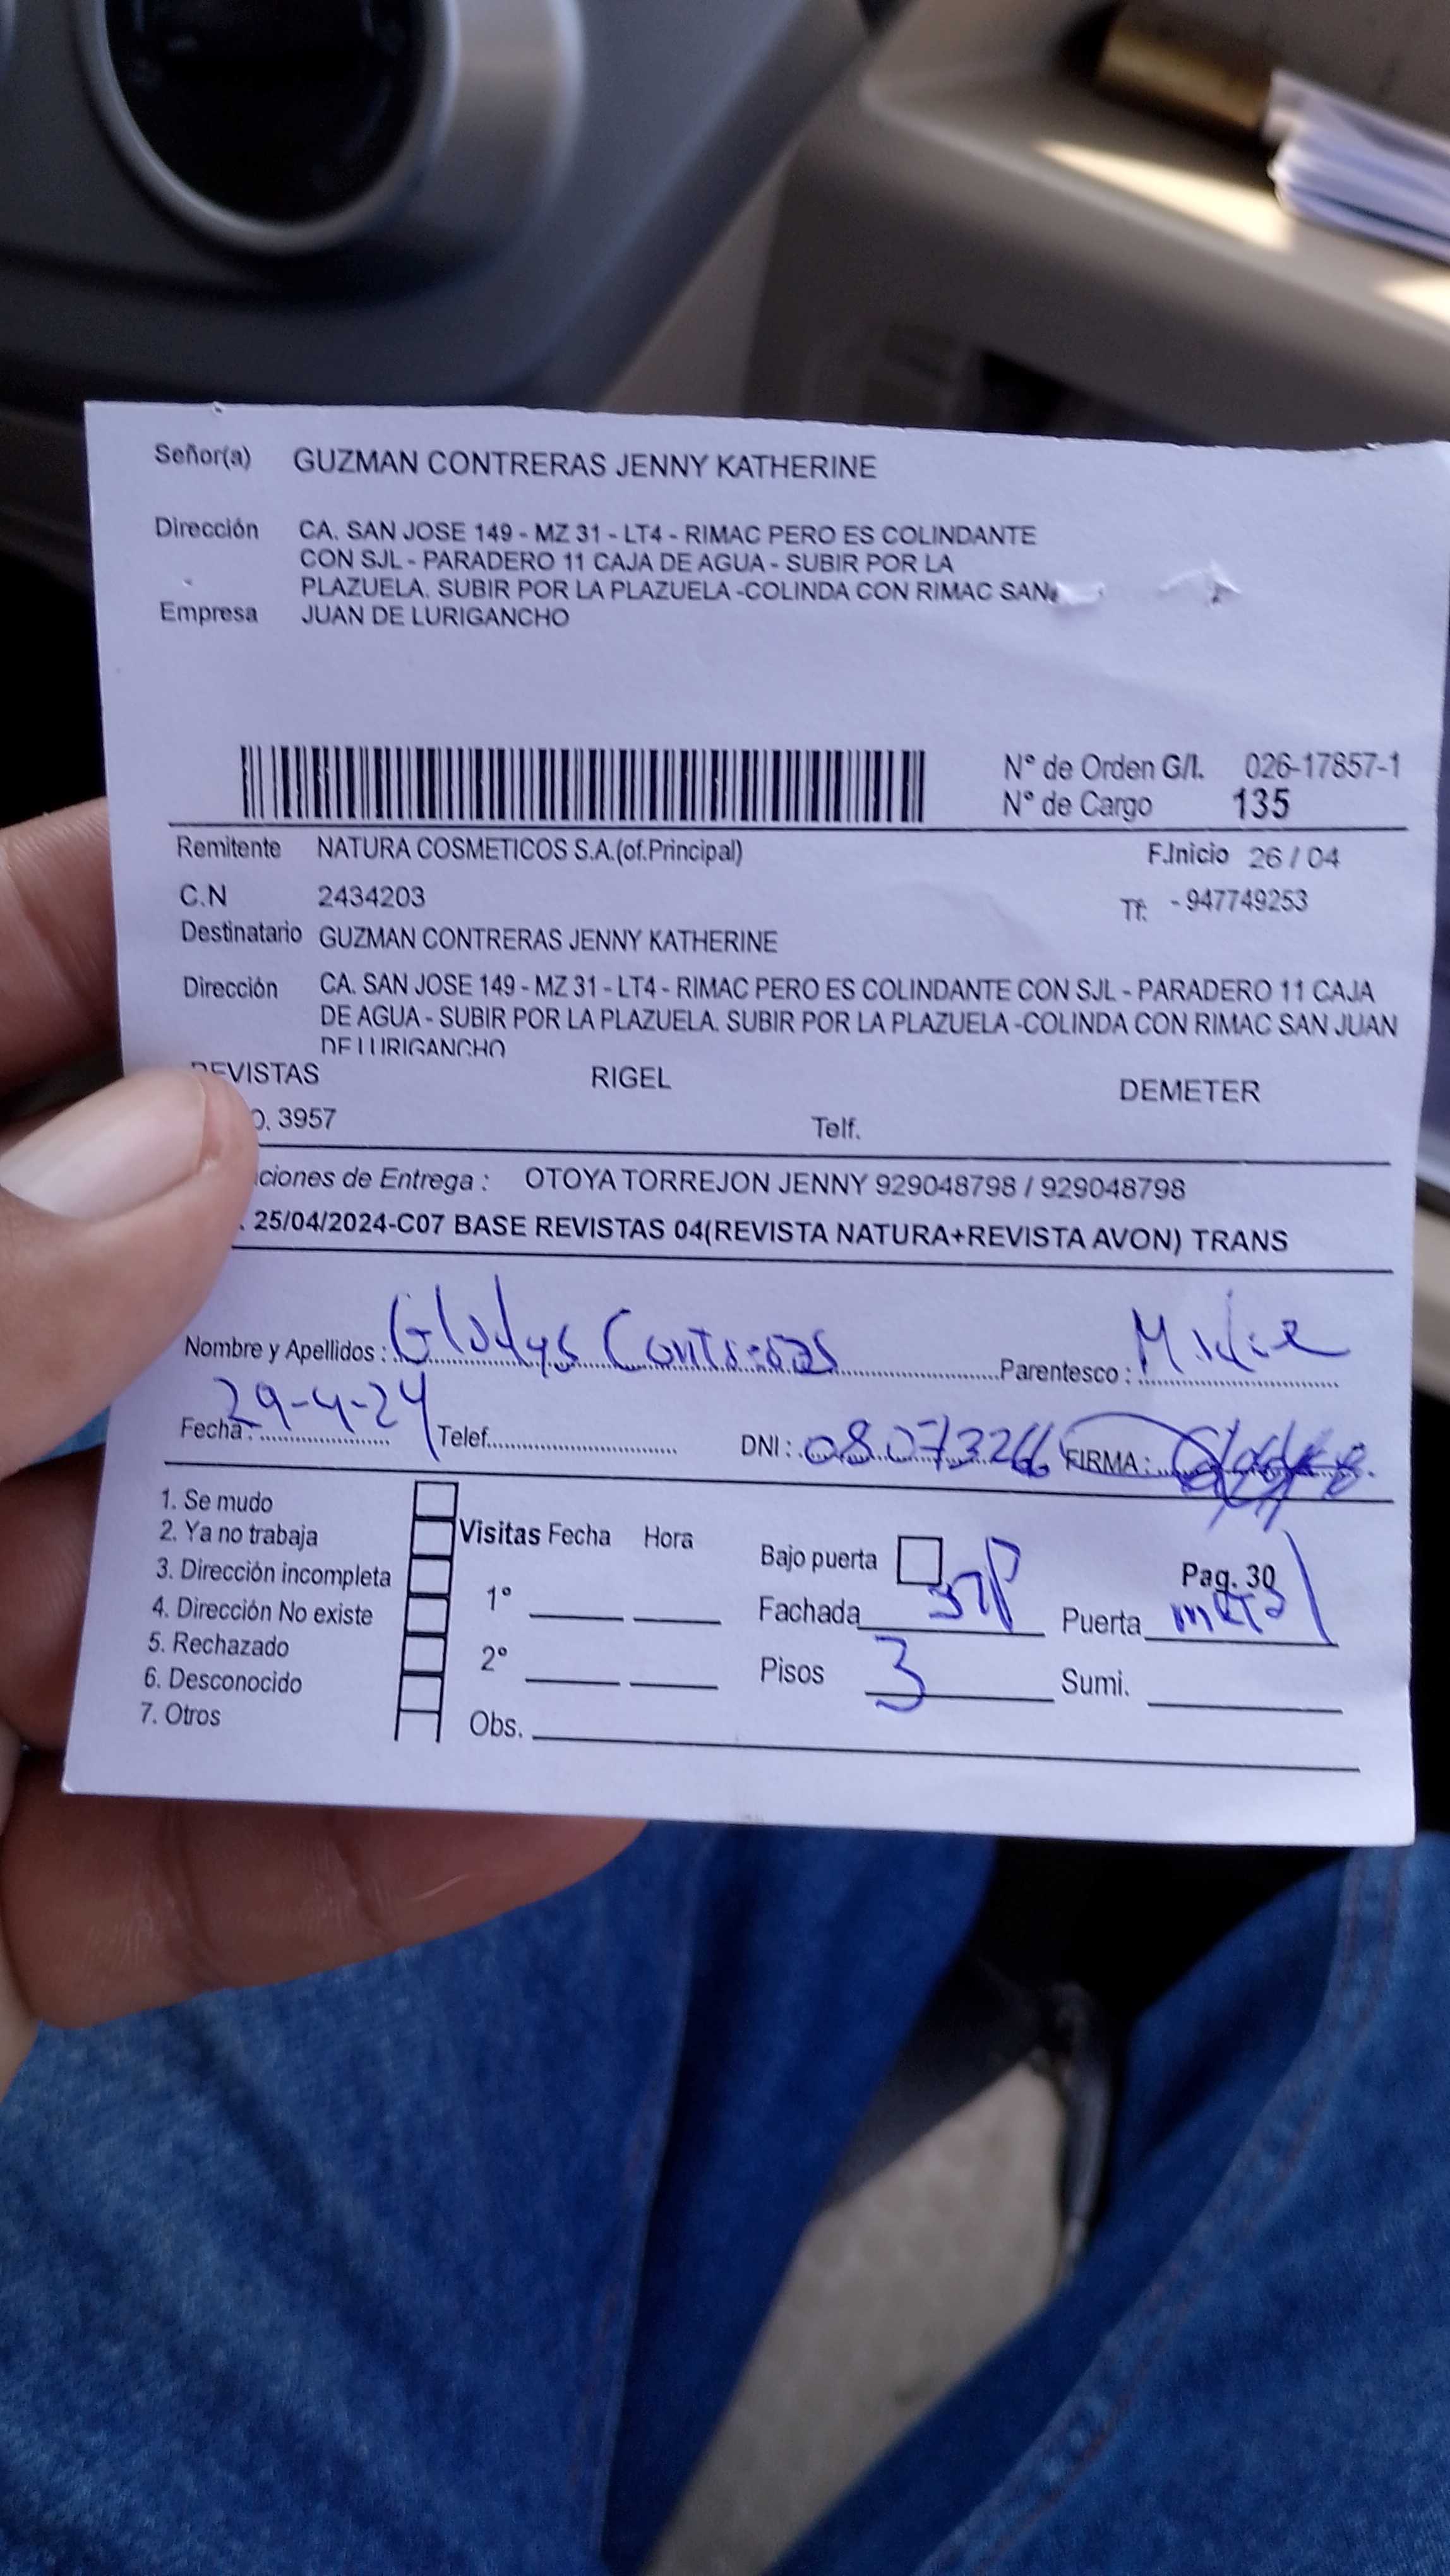 Señor(a) GUZMAN CONTRERAS JENNY KATHERINE
Dirección CA. SAN JOSE 149 - MZ 31 - LT4 - RIMAC PERO ES COLINDANTE
CON SJL - PARADERO 11 CAJA DE AGUA - SUBIR POR LA
PLAZUELA. SUBIR POR LA PLAZUELA -COLINDA CON RIMAC SAN
Empresa JUAN DE LURIGANCHO
N° de Orden G/I. 026-17857-1
N° de Cargo 135
Remitente NATURA COSMETICOS S.A.(of.Principal) F.Inicio 26 / 04
C.N 2434203 Tf: - 947749253
Destinatario GUZMAN CONTRERAS JENNY KATHERINE
Dirección CA. SAN JOSE 149 - MZ 31 - LT4 - RIMAC PERO ES COLINDANTE CON SJL - PARADERO 11 CAJA
DE AGUA - SUBIR POR LA PLAZUELA. SUBIR POR LA PLAZUELA -COLINDA CON RIMAC SAN JUAN
DE LURIGANCHO
REVISTAS RIGEL DEMETER
3957 Telf.
ciones de Entrega : OTOYA TORREJON JENNY 929048798 / 929048798
. 25/04/2024-C07 BASE REVISTAS 04(REVISTA NATURA+REVISTA AVON) TRANS
Nombre y Apellidos : Gladys Contreras Parentesco : Madre
Fecha : 29-4-24 Telef. DNI : 08073266 FIRMA :
1. Se mudo
2. Ya no trabaja Visitas Fecha Hora Bajo puerta Pag. 30
3. Dirección incompleta
4. Dirección No existe 1° Fachada Puerta metal
5. Rechazado
6. Desconocido 2° Pisos 3 Sumi.
7. Otros Obs.